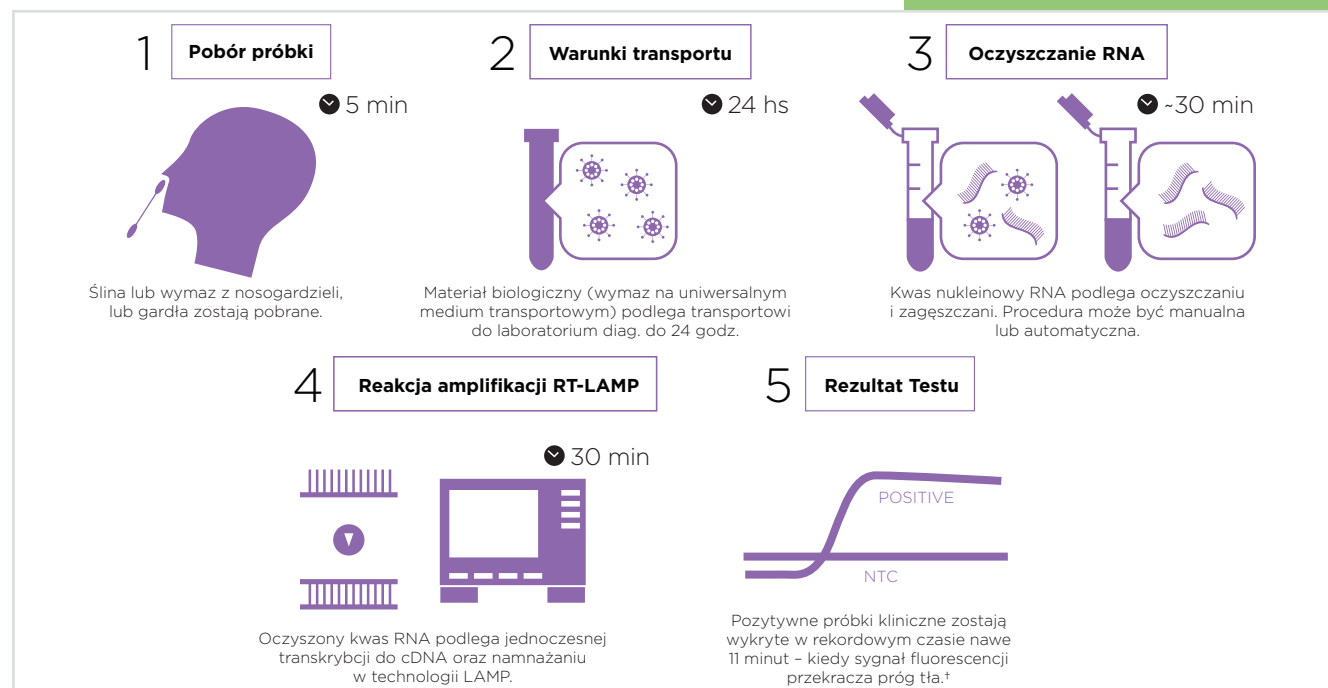 1
Pobór próbki
5 min
Ślina lub wymaz z nosogardzieli,
lub gardła zostają pobrane.
2
Warunki transportu
24 hs
Materiał biologiczny (wymaz na uniwersalnym
medium transportowym) podlega transportowi
do laboratorium diag. do 24 godz.
3
Oczyszczanie RNA
~30 min
Kwas nukleinowy RNA podlega oczyszczaniu
i zagęszczani. Procedura może być manualna
lub automatyczna.
4
Reakcja amplifikacji RT-LAMP
30 min
Oczyszony kwas RNA podlega jednoczesnej
transkrybcji do cDNA oraz namnażaniu
w technologii LAMP.
5
Rezultat Testu
POSITIVE
NTC
Pozytywne próbki kliniczne zostają
wykryte w rekordowym czasie nawe
11 minut – kiedy sygnał fluorescencji
przekracza próg tła.†